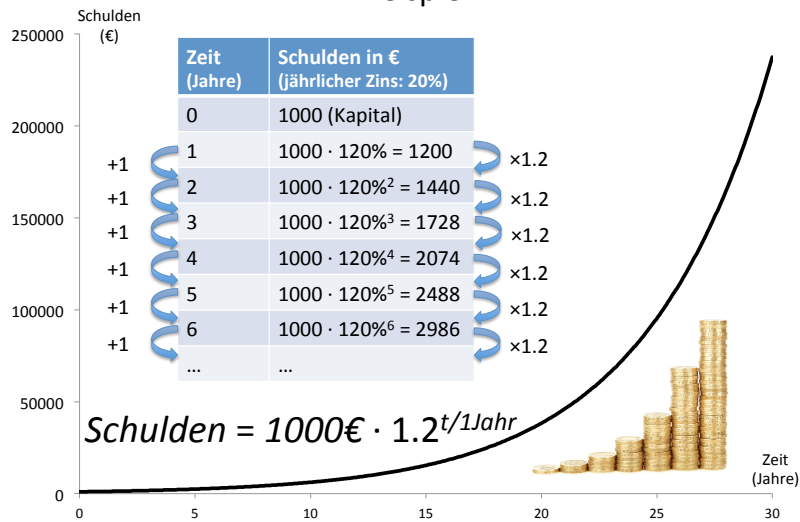 Schulden
(€)
250000
200000
150000
100000
50000
0
Zeit
(Jahre)
Schulden in €
(jährlicher Zins: 20%)
0 1000 (Kapital)
1 1000 · 120% = 1200
2 1000 · 120%² = 1440
3 1000 · 120%³ = 1728
4 1000 · 120%⁴ = 2074
5 1000 · 120%⁵ = 2488
6 1000 · 120%⁶ = 2986
... ...
+1
+1
+1
+1
+1
+1
×1.2
×1.2
×1.2
×1.2
×1.2
×1.2
Schulden = 1000€ · 1.2^t/1Jahr
Zeit
(Jahre)
0 5 10 15 20 25 30